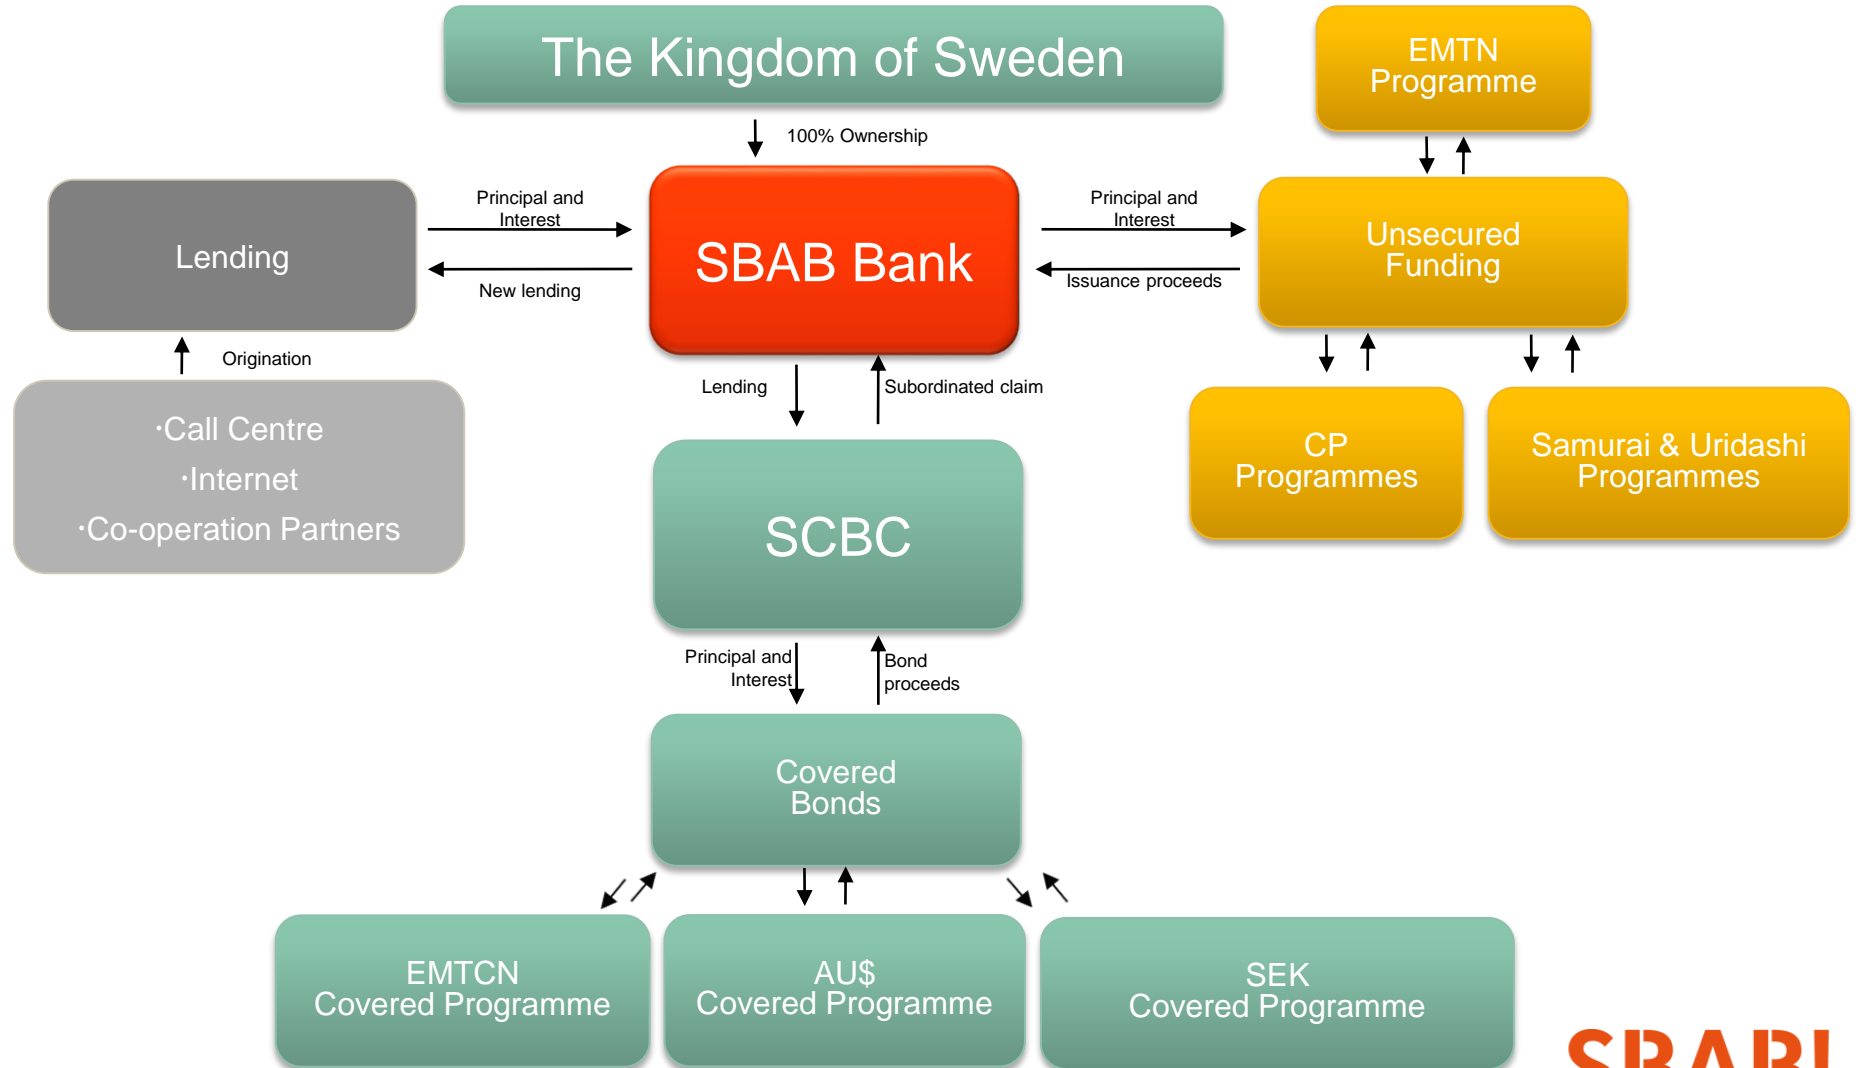 The Kingdom of Sweden
EMTN
Programme
100% Ownership
Principal and
Interest
Lending
New lending
SBAB Bank
Principal and
Interest
Issuance proceeds
Unsecured
Funding
Origination
·Call Centre
·Internet
·Co-operation Partners
Lending
Subordinated claim
CP
Programmes
Samurai & Uridashi
Programmes
SCBC
Principal and
Interest
Bond
proceeds
Covered
Bonds
EMTCN
Covered Programme
AU$
Covered Programme
SEK
Covered Programme
SBAB!